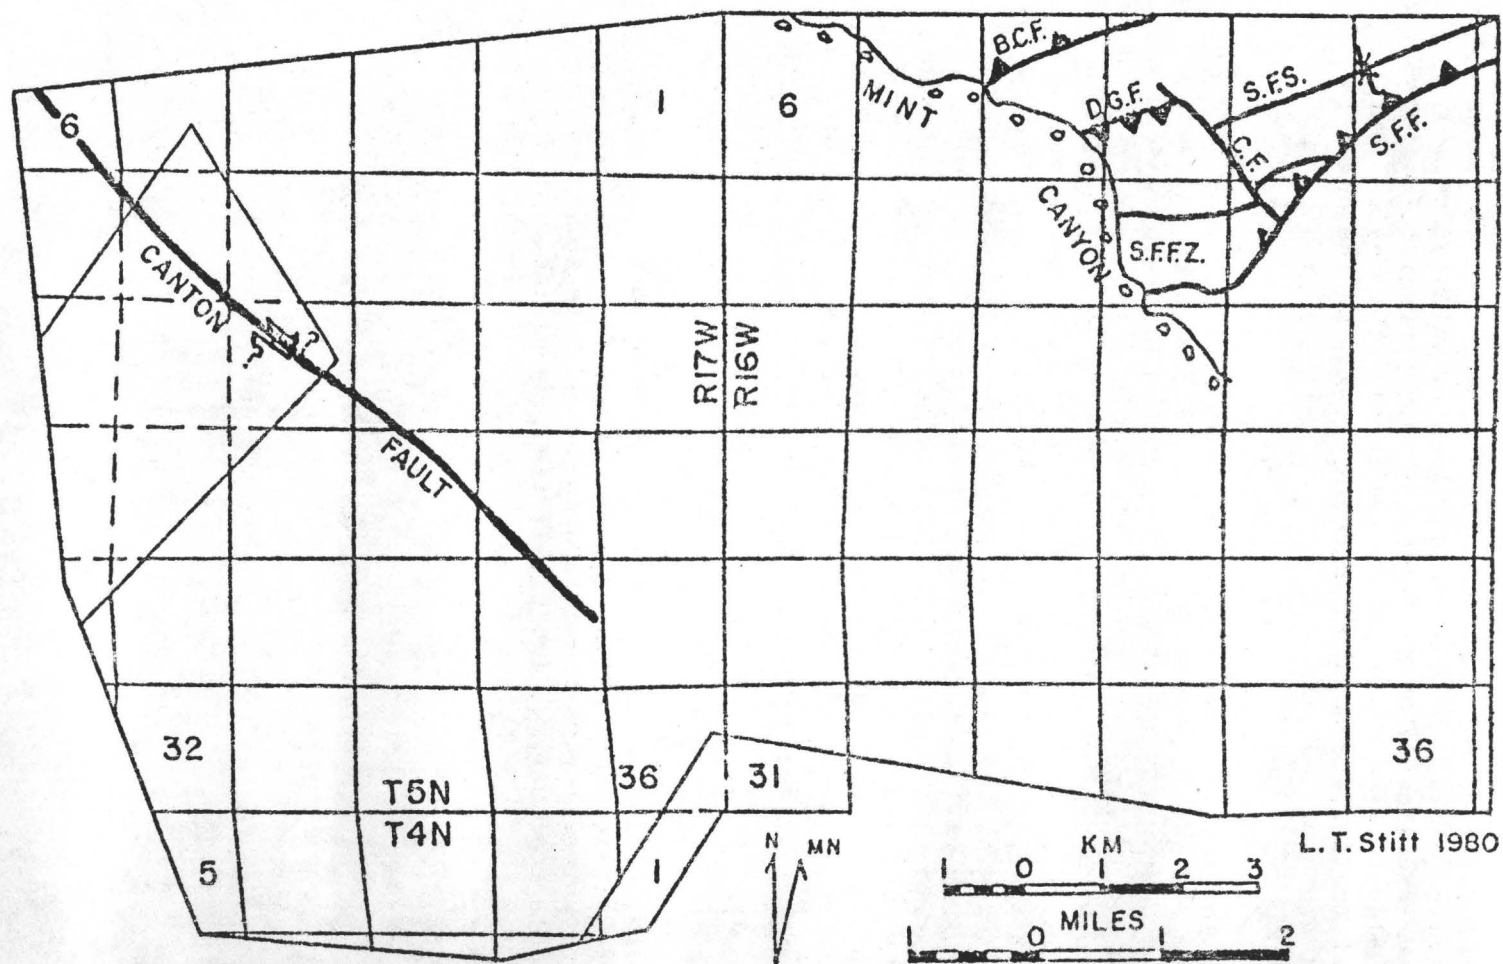 B.C.F.
6
1
6
MINT
D.G.F.
S.F.S.
S.F.F.
C.F.
CANYON
S.F.F.Z.
CANTON
?
?
R17W
R16W
FAULT
32
T5N
T4N
36
31
36
5
1
N
MN
KM
1 0 1 2 3
MILES
1 0 1 2
L. T. Stitt 1980